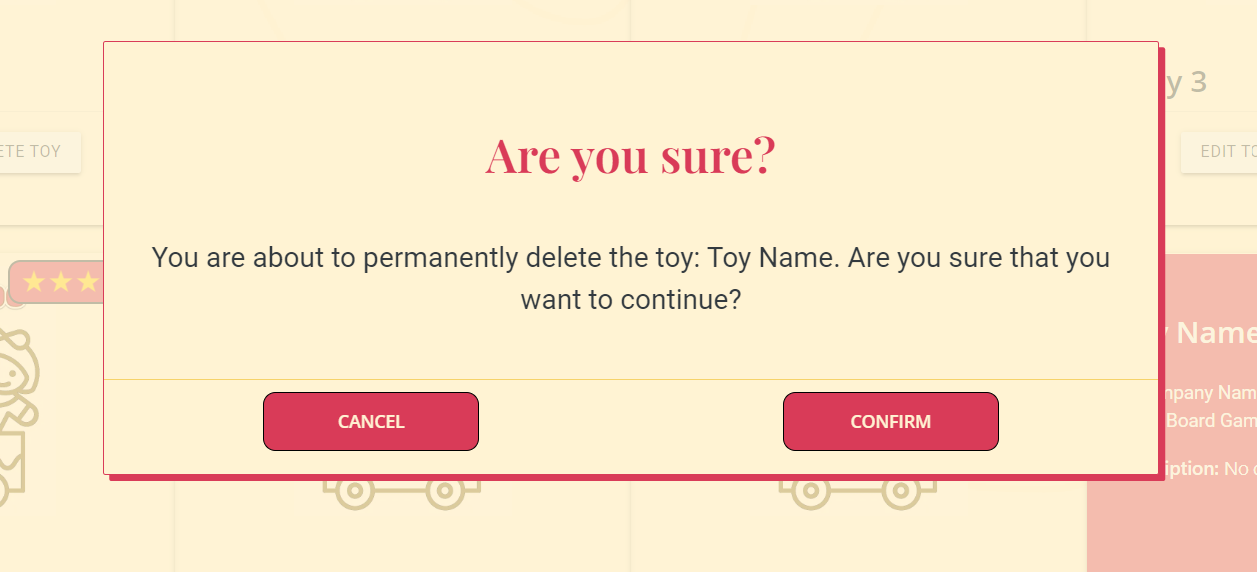 Are you sure?
y 3
ETE TOY
EDIT TO
You are about to permanently delete the toy: Toy Name. Are you sure that you
want to continue?
Name
mpany Nam
Board Gam
CANCEL
CONFIRM
iption: No